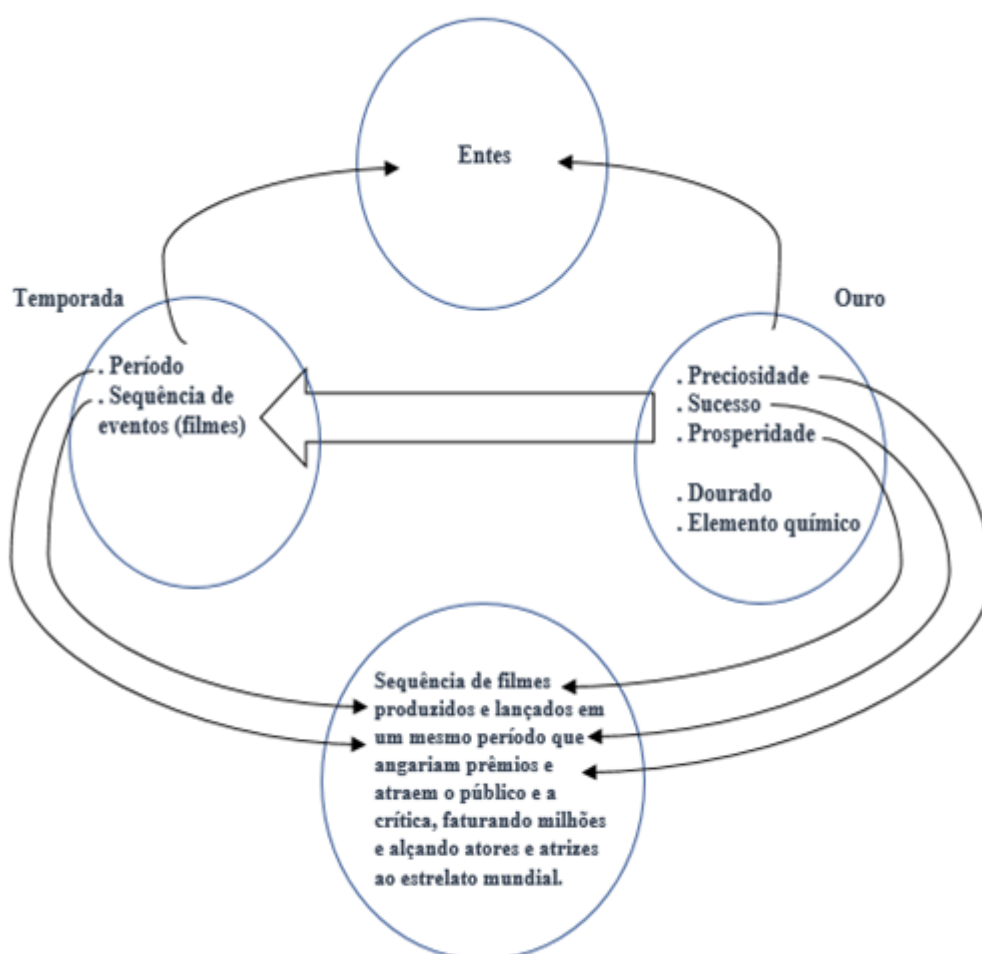 Entes
Temporada
Ouro
. Período
. Sequência de
eventos (filmes)
. Preciosidade
. Sucesso
. Prosperidade
. Dourado
. Elemento químico
Sequência de filmes
produzidos e lançados em
um mesmo período que
angariam prêmios e
atraem o público e a
crítica, faturando milhões
e alçando atores e atrizes
ao estrelato mundial.